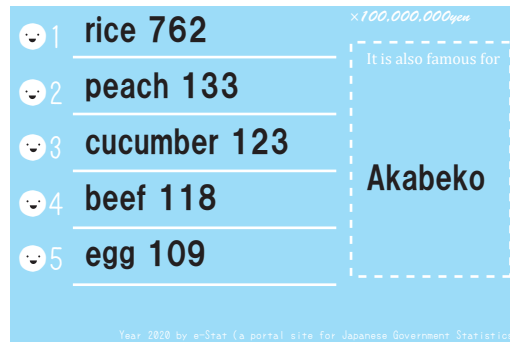 ×100,000,000yen
1 rice 762
2 peach 133
3 cucumber 123
4 beef 118
5 egg 109
It is also famous for
Akabeko
Year 2020 by e-Stat (a portal site for Japanese Government Statistic